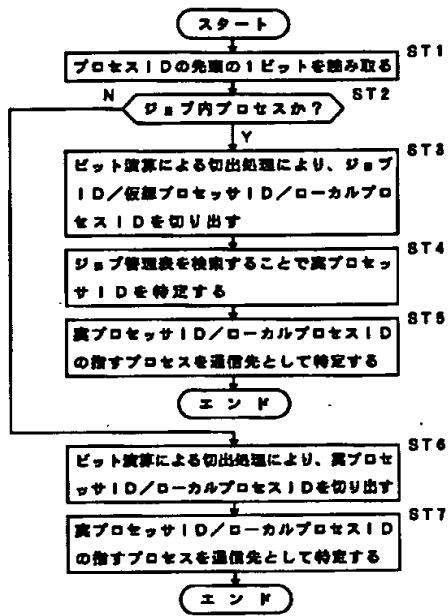 スタート
ST1
プロセスIDの先頭の1ビットを読み取る
N
ST2
ジョブ内プロセスか?
Y
ST3
ビット演算による切出処理により、ジョブ
ID/仮想プロセッサID/ローカルプロ
セスIDを切り出す
ST4
ジョブ管理表を検索することで実プロセッ
サIDを特定する
ST5
実プロセッサID/ローカルプロセスID
の指すプロセスを通信先として特定する
エンド
ST6
ビット演算による切出処理により、実プロセ
ッサID/ローカルプロセスIDを切り出す
ST7
実プロセッサID/ローカルプロセスID
の指すプロセスを通信先として特定する
エンド